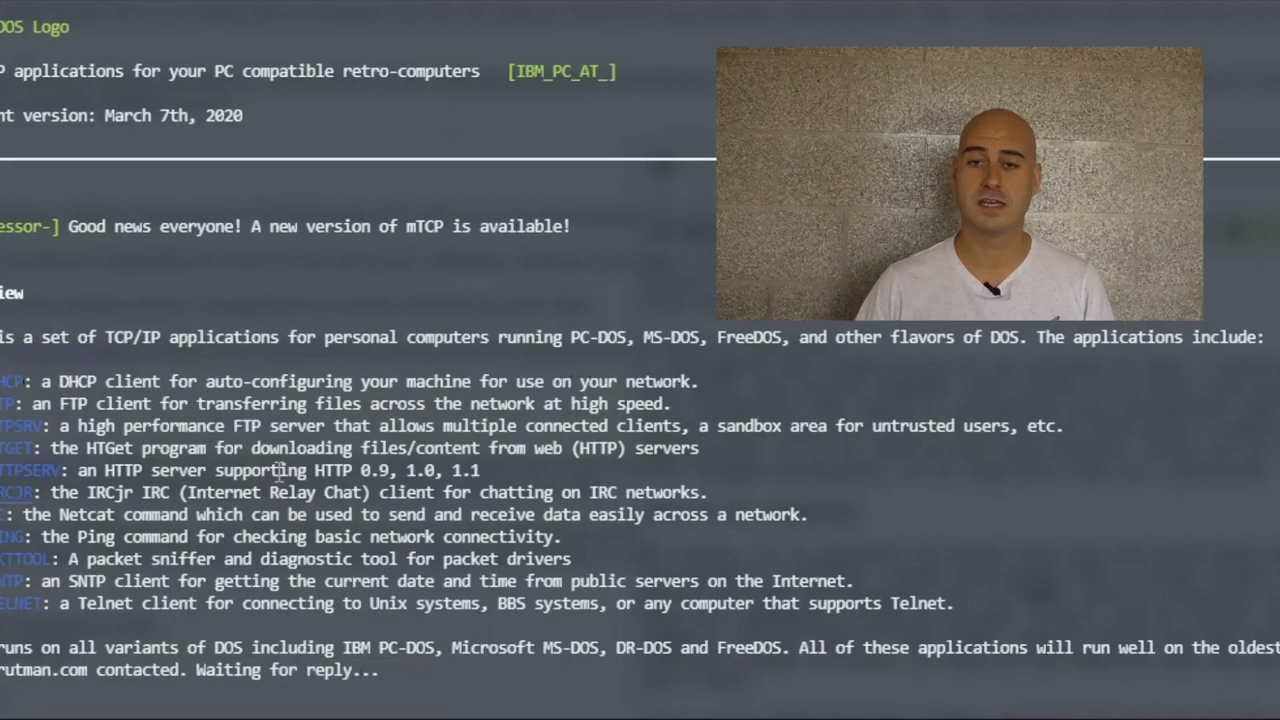 DOS Logo
P applications for your PC compatible retro-computers [IBM_PC_AT_]
nt version: March 7th, 2020
essor-] Good news everyone! A new version of mTCP is available!
iew
is a set of TCP/IP applications for personal computers running PC-DOS, MS-DOS, FreeDOS, and other flavors of DOS. The applications include:
HCP: a DHCP client for auto-configuring your machine for use on your network.
TP: an FTP client for transferring files across the network at high speed.
TPSRV: a high performance FTP server that allows multiple connected clients, a sandbox area for untrusted users, etc.
TGET: the HTGet program for downloading files/content from web (HTTP) servers
TTPSERV: an HTTP server supporting HTTP 0.9, 1.0, 1.1
RCJR: the IRCjr IRC (Internet Relay Chat) client for chatting on IRC networks.
C: the Netcat command which can be used to send and receive data easily across a network.
ING: the Ping command for checking basic network connectivity.
KTTOOL: A packet sniffer and diagnostic tool for packet drivers
NTP: an SNTP client for getting the current date and time from public servers on the Internet.
ELNET: a Telnet client for connecting to Unix systems, BBS systems, or any computer that supports Telnet.
runs on all variants of DOS including IBM PC-DOS, Microsoft MS-DOS, DR-DOS and FreeDOS. All of these applications will run well on the oldest
rutman.com contacted. Waiting for reply...